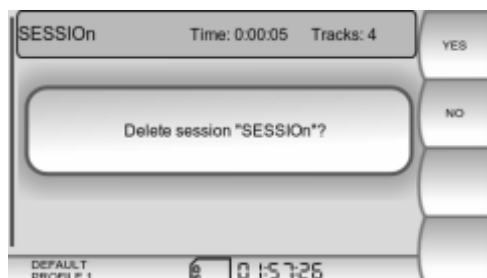 SESSIOn Time: 0:00:05 Tracks: 4
YES
Delete session "SESSIOn"?
NO
DEFAULT
PROFILE 1
01:57:26